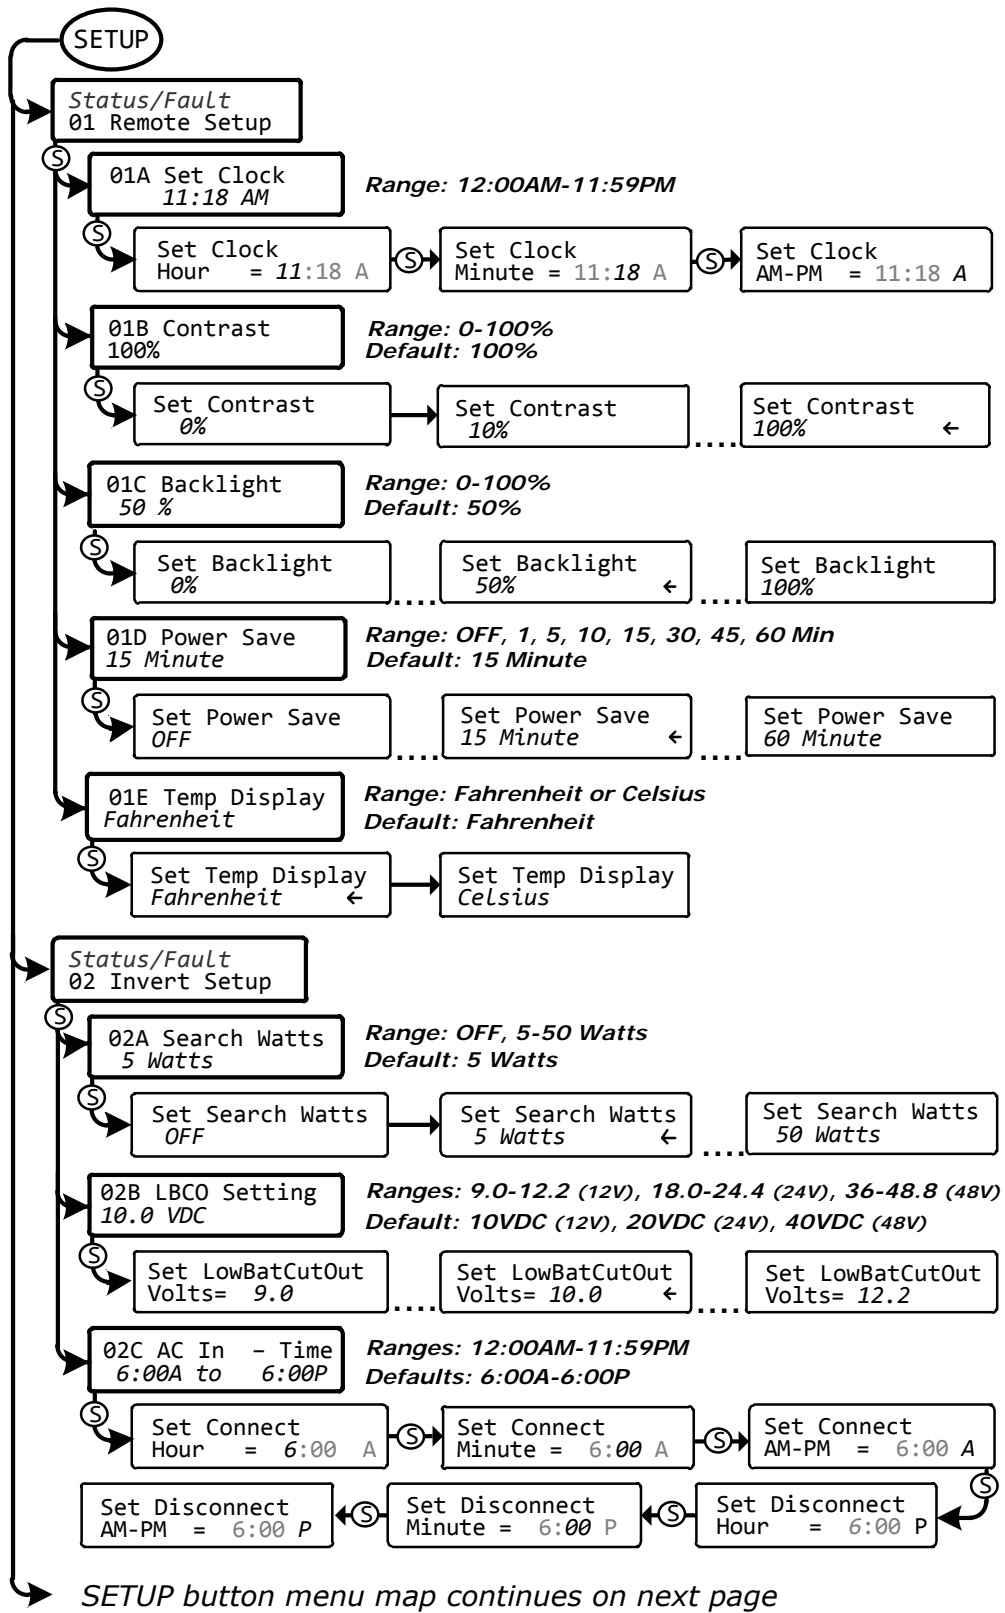 SETUP
Status/Fault
01 Remote Setup
S
01A Set Clock
11:18 AM
Range: 12:00AM-11:59PM
S
Set Clock
Hour = 11:18 A
S
Set Clock
Minute = 11:18 A
S
Set Clock
AM-PM = 11:18 A
01B Contrast
100%
Range: 0-100%
Default: 100%
S
Set Contrast
0%
Set Contrast
10%
....
Set Contrast
100% ←
01C Backlight
50 %
Range: 0-100%
Default: 50%
S
Set Backlight
0%
....
Set Backlight
50% ←
....
Set Backlight
100%
01D Power Save
15 Minute
Range: OFF, 1, 5, 10, 15, 30, 45, 60 Min
Default: 15 Minute
S
Set Power Save
OFF
....
Set Power Save
15 Minute ←
....
Set Power Save
60 Minute
01E Temp Display
Fahrenheit
Range: Fahrenheit or Celsius
Default: Fahrenheit
S
Set Temp Display
Fahrenheit ←
Set Temp Display
Celsius
Status/Fault
02 Invert Setup
S
02A Search Watts
5 Watts
Range: OFF, 5-50 Watts
Default: 5 Watts
S
Set Search Watts
OFF
Set Search Watts
5 Watts ←
....
Set Search Watts
50 Watts
02B LBCO Setting
10.0 VDC
Ranges: 9.0-12.2 (12V), 18.0-24.4 (24V), 36-48.8 (48V)
Default: 10VDC (12V), 20VDC (24V), 40VDC (48V)
S
Set LowBatCutOut
Volts= 9.0
....
Set LowBatCutOut
Volts= 10.0 ←
....
Set LowBatCutOut
Volts= 12.2
02C AC In – Time
6:00A to 6:00P
Ranges: 12:00AM-11:59PM
Defaults: 6:00A-6:00P
S
Set Connect
Hour = 6:00 A
S
Set Connect
Minute = 6:00 A
S
Set Connect
AM-PM = 6:00 A
S
Set Disconnect
Hour = 6:00 P
S
Set Disconnect
Minute = 6:00 P
S
Set Disconnect
AM-PM = 6:00 P
SETUP button menu map continues on next page